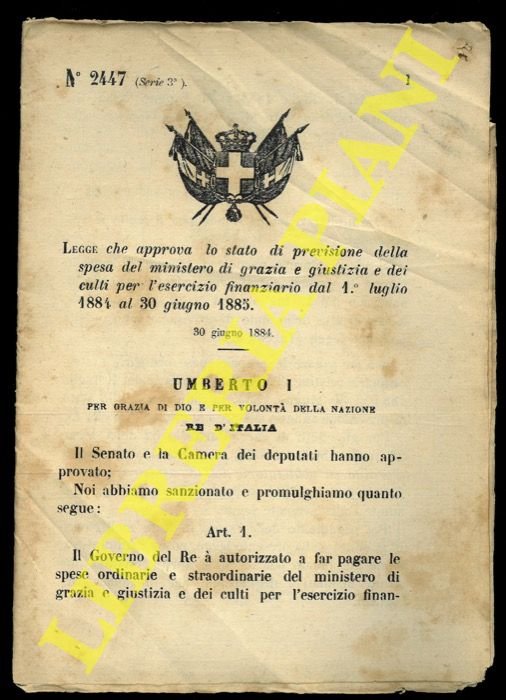 N° 2447 (Serie 3ª).
1
LEGGE che approva lo stato di previsione della
spesa del ministero di grazia e giustizia e dei
culti per l'esercizio finanziario dal 1.° luglio
1884 al 30 giugno 1885.
30 giugno 1884.
UMBERTO I
PER GRAZIA DI DIO E PER VOLONTÀ DELLA NAZIONE
RE D'ITALIA
Il Senato e la Camera dei deputati hanno ap-
provato;
Noi abbiamo sanzionato e promulghiamo quanto
segue:
Art. 1.
Il Governo del Re à autorizzato a far pagare le
spese ordinarie e straordinarie del ministero di
grazia e giustizia e dei culti per l'esercizio finan-
LIBRERIA PIANI